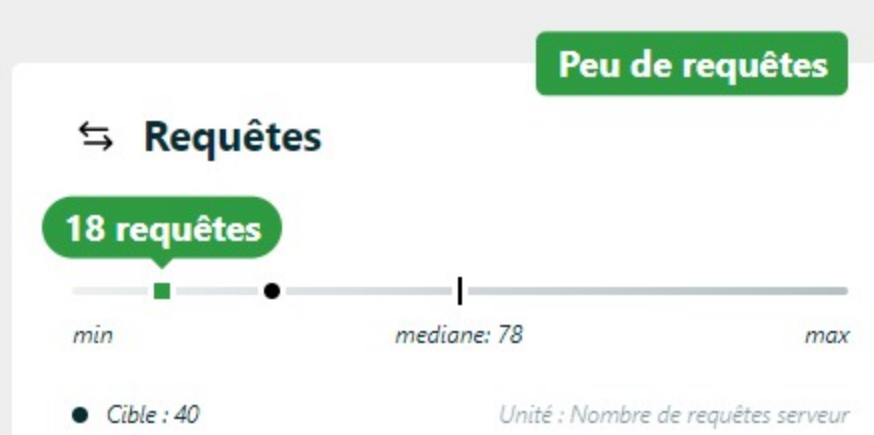 Peu de requêtes
Requêtes
18 requêtes
min mediane: 78 max
Cible : 40 Unité : Nombre de requêtes serveur